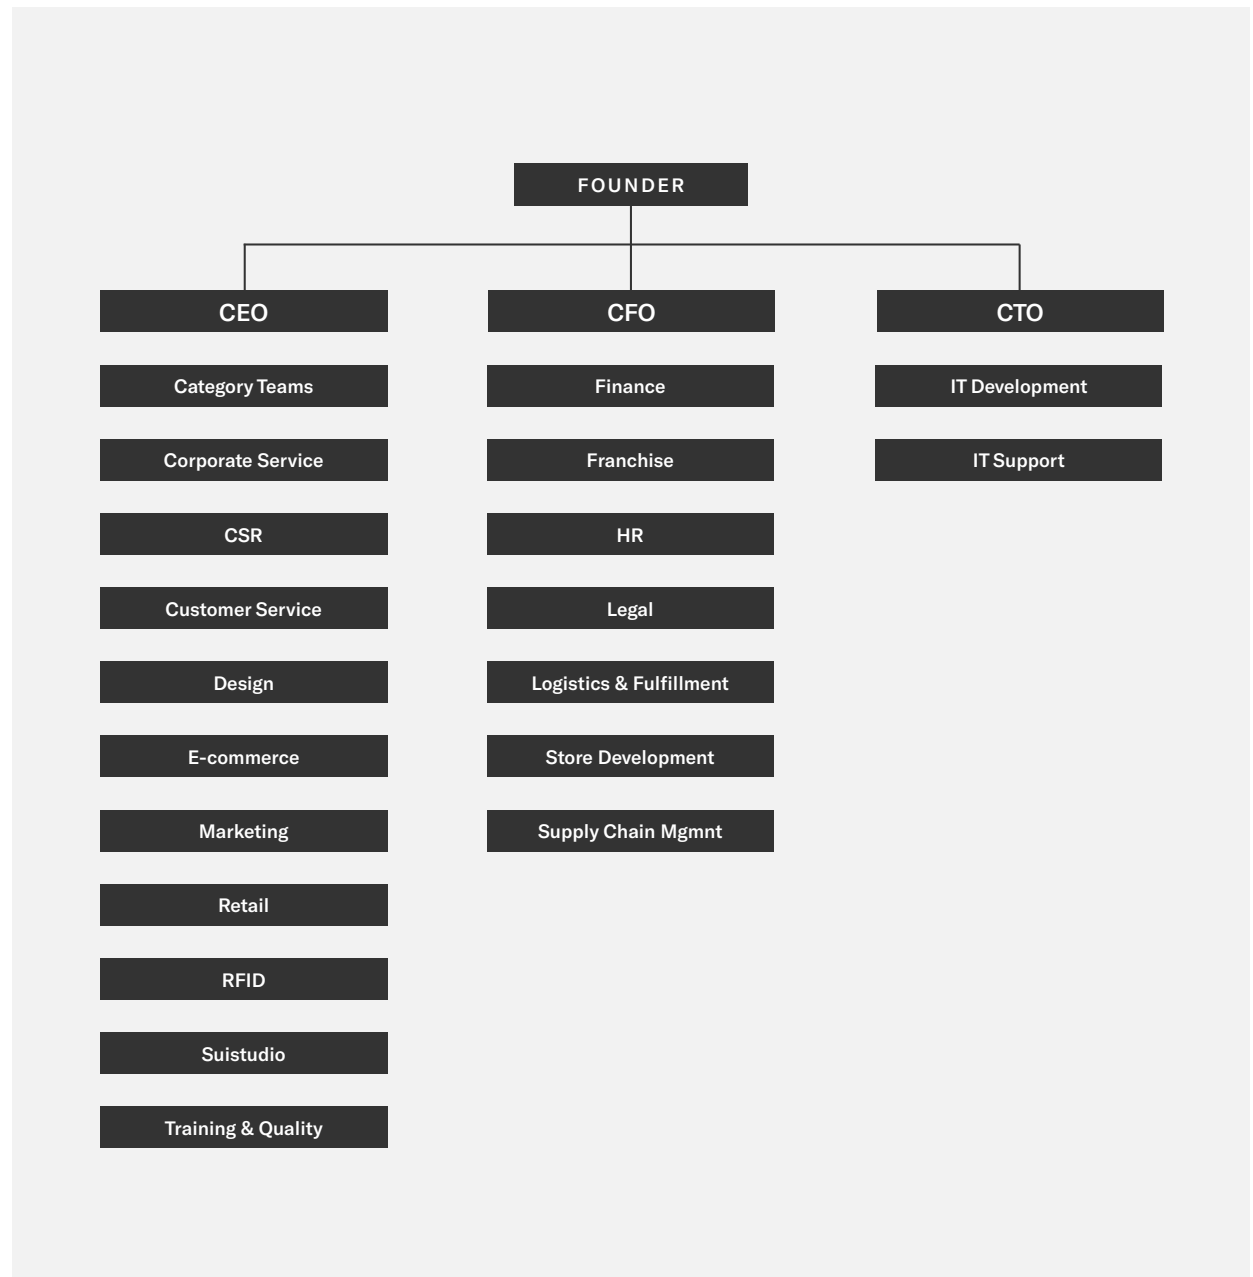 FOUNDER
CEO
CFO
CTO
Category Teams
Finance
IT Development
Corporate Service
Franchise
IT Support
CSR
HR
Customer Service
Legal
Design
Logistics & Fulfillment
E-commerce
Store Development
Marketing
Supply Chain Mgmnt
Retail
RFID
Suistudio
Training & Quality